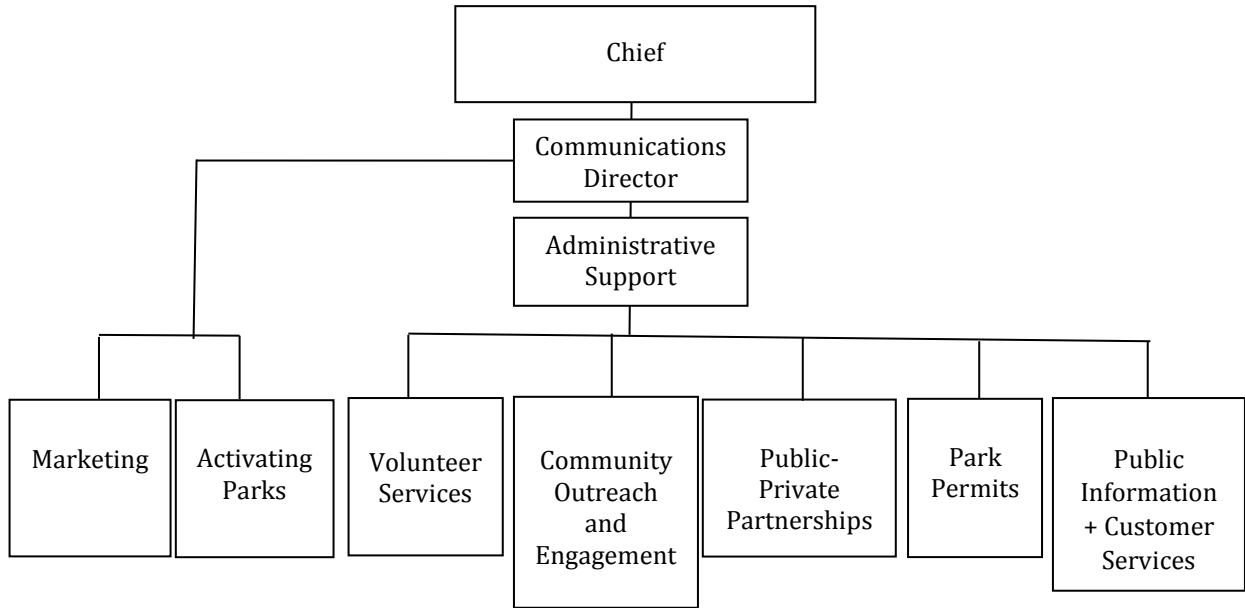 Chief
Communications
Director
Administrative
Support
Marketing
Activating
Parks
Volunteer
Services
Community
Outreach
and
Engagement
Public-
Private
Partnerships
Park
Permits
Public
Information
+ Customer
Services